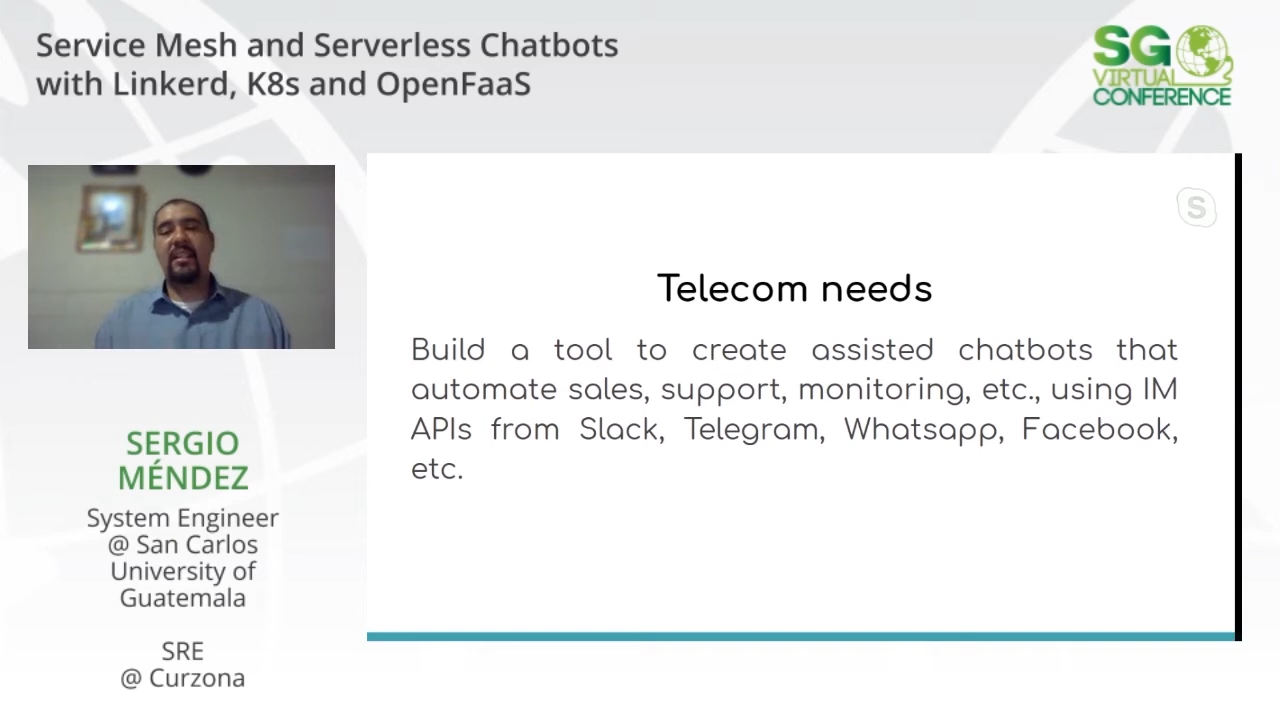 Service Mesh and Serverless Chatbots
with Linkerd, K8s and OpenFaaS
SG
VIRTUAL
CONFERENCE
S
Telecom needs
Build a tool to create assisted chatbots that
automate sales, support, monitoring, etc., using IM
APIs from Slack, Telegram, Whatsapp, Facebook,
etc.
SERGIO
MÉNDEZ
System Engineer
@ San Carlos
University of
Guatemala
SRE
@ Curzona